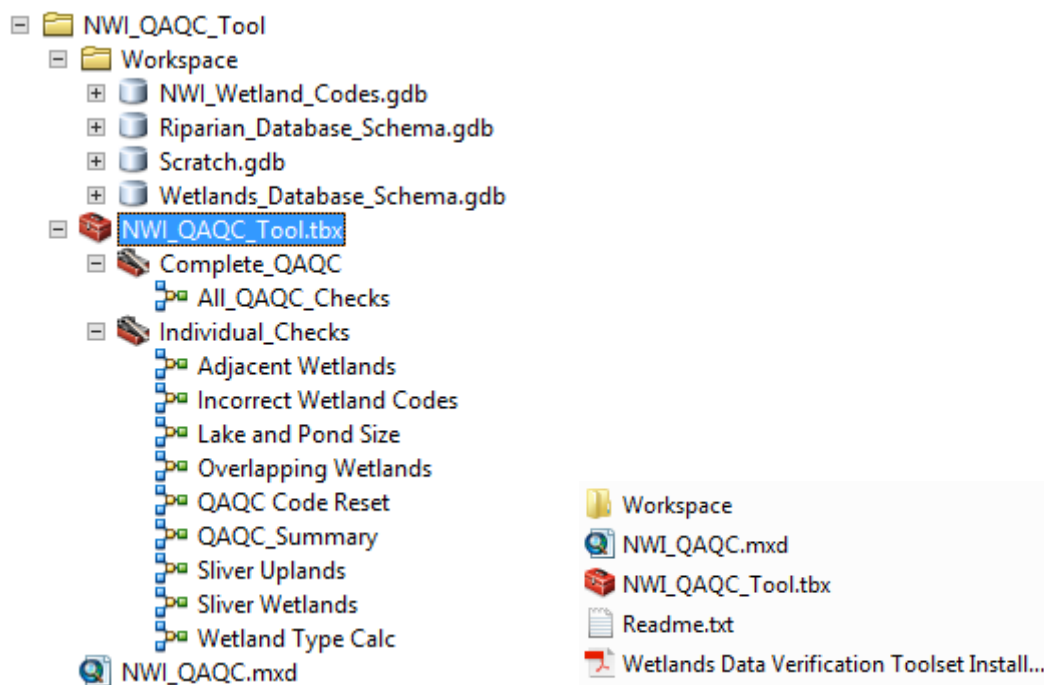 NWI_QAQC_Tool
Workspace
NWI_Wetland_Codes.gdb
Riparian_Database_Schema.gdb
Scratch.gdb
Wetlands_Database_Schema.gdb
NWI_QAQC_Tool.tbx
Complete_QAQC
All_QAQC_Checks
Individual_Checks
Adjacent Wetlands
Incorrect Wetland Codes
Lake and Pond Size
Overlapping Wetlands
QAQC Code Reset
QAQC_Summary
Sliver Uplands
Sliver Wetlands
Wetland Type Calc
NWI_QAQC.mxd
Workspace
NWI_QAQC.mxd
NWI_QAQC_Tool.tbx
Readme.txt
Wetlands Data Verification Toolset Install...